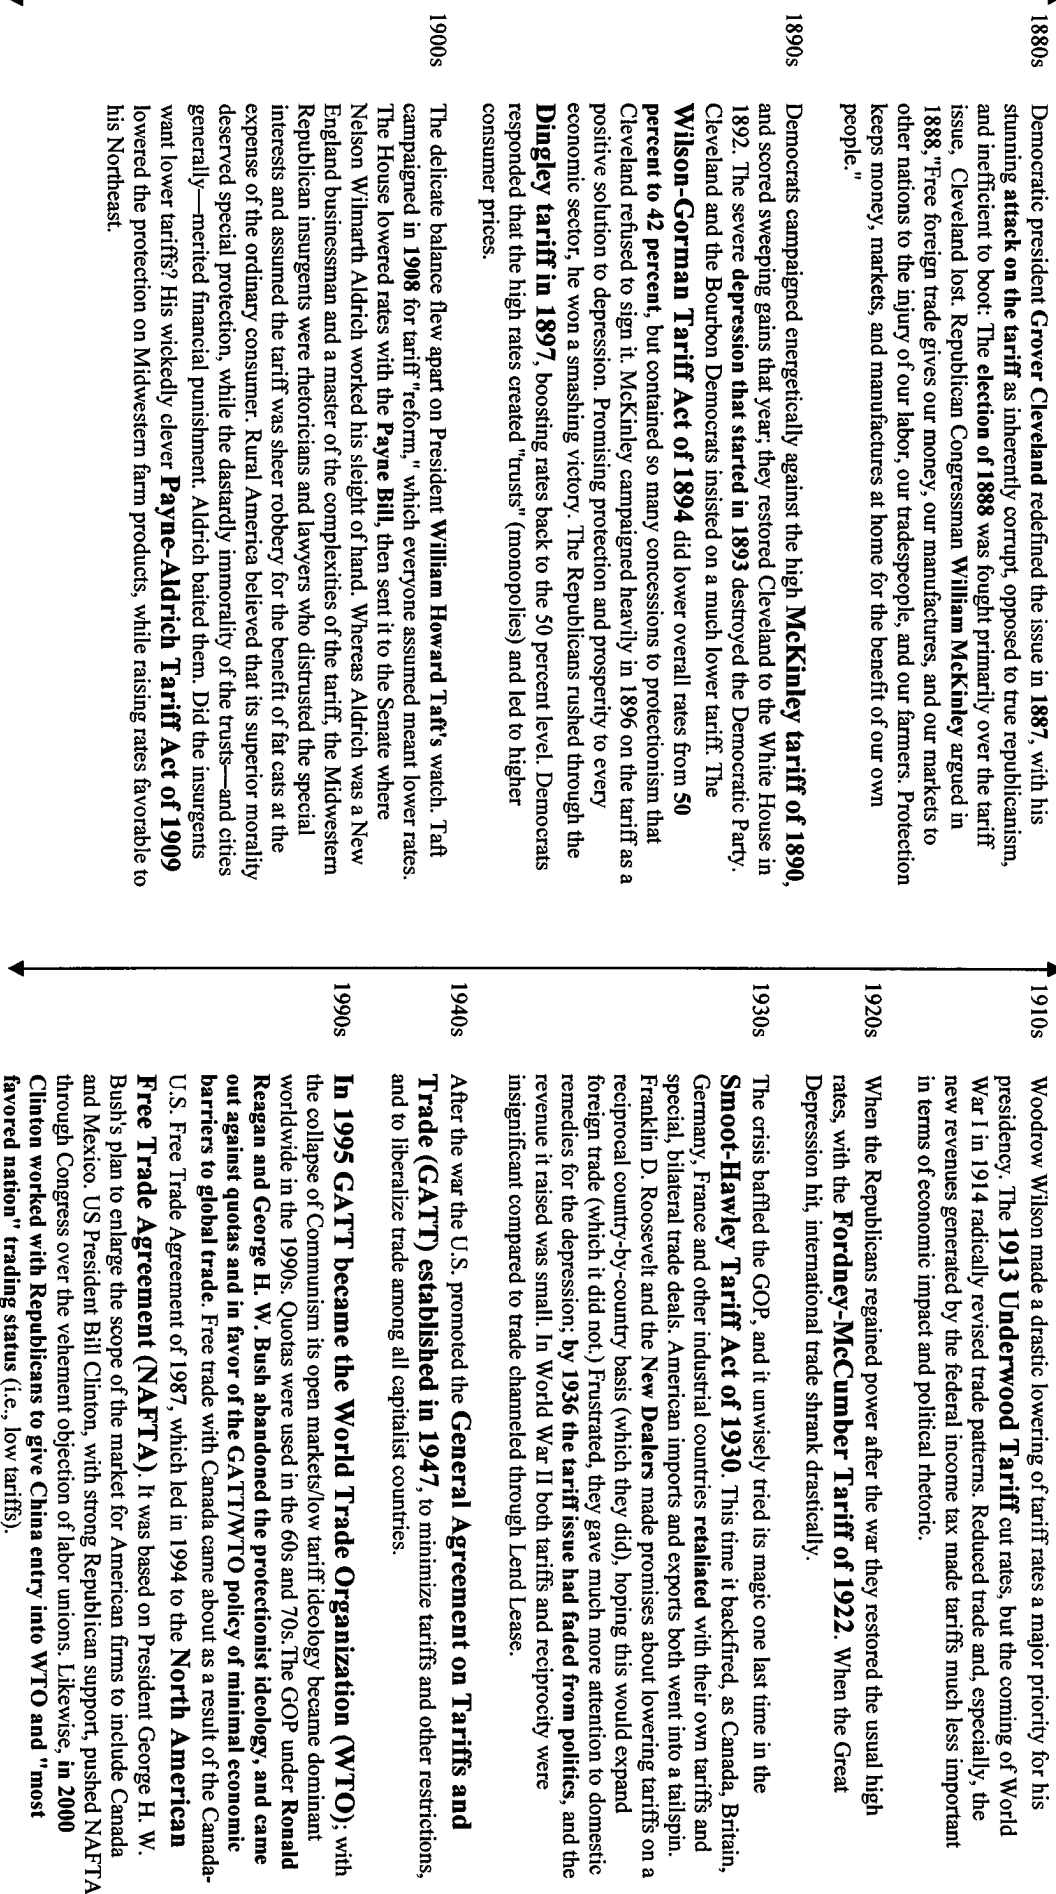 1880s
Democratic president Grover Cleveland redefined the issue in 1887, with his
stunning attack on the tariff as inherently corrupt, opposed to true republicanism,
and inefficient to boot: The election of 1888 was fought primarily over the tariff
issue, Cleveland lost. Republican Congressman William McKinley argued in
1888,"Free foreign trade gives our money, our manufactures, and our markets to
other nations to the injury of our labor, our tradespeople, and our farmers. Protection
keeps money, markets, and manufactures at home for the benefit of our own
people."
1890s
Democrats campaigned energetically against the high McKinley tariff of 1890,
and scored sweeping gains that year; they restored Cleveland to the White House in
1892. The severe depression that started in 1893 destroyed the Democratic Party.
Cleveland and the Bourbon Democrats insisted on a much lower tariff. The
Wilson-Gorman Tariff Act of 1894 did lower overall rates from 50
percent to 42 percent, but contained so many concessions to protectionism that
Cleveland refused to sign it. McKinley campaigned heavily in 1896 on the tariff as a
positive solution to depression. Promising protection and prosperity to every
economic sector, he won a smashing victory. The Republicans rushed through the
Dingley tariff in 1897, boosting rates back to the 50 percent level. Democrats
responded that the high rates created "trusts" (monopolies) and led to higher
consumer prices.
1900s
The delicate balance flew apart on President William Howard Taft's watch. Taft
campaigned in 1908 for tariff "reform," which everyone assumed meant lower rates.
The House lowered rates with the Payne Bill, then sent it to the Senate where
Nelson Wilmarth Aldrich worked his sleight of hand. Whereas Aldrich was a New
England businessman and a master of the complexities of the tariff, the Midwestern
Republican insurgents were rhetoricians and lawyers who distrusted the special
interests and assumed the tariff was sheer robbery for the benefit of fat cats at the
expense of the ordinary consumer. Rural America believed that its superior morality
deserved special protection, while the dastardly immorality of the trusts—and cities
generally—merited financial punishment. Aldrich baited them. Did the insurgents
want lower tariffs? His wickedly clever Payne-Aldrich Tariff Act of 1909
lowered the protection on Midwestern farm products, while raising rates favorable to
his Northeast.
1910s
Woodrow Wilson made a drastic lowering of tariff rates a major priority for his
presidency. The 1913 Underwood Tariff cut rates, but the coming of World
War I in 1914 radically revised trade patterns. Reduced trade and, especially, the
new revenues generated by the federal income tax made tariffs much less important
in terms of economic impact and political rhetoric.
1920s
When the Republicans regained power after the war they restored the usual high
rates, with the Fordney-McCumber Tariff of 1922. When the Great
Depression hit, international trade shrank drastically.
1930s
The crisis baffled the GOP, and it unwisely tried its magic one last time in the
Smoot-Hawley Tariff Act of 1930. This time it backfired, as Canada, Britain,
Germany, France and other industrial countries retaliated with their own tariffs and
special, bilateral trade deals. American imports and exports both went into a tailspin.
Franklin D. Roosevelt and the New Dealers made promises about lowering tariffs on a
reciprocal country-by-country basis (which they did), hoping this would expand
foreign trade (which it did not.) Frustrated, they gave much more attention to domestic
remedies for the depression; by 1936 the tariff issue had faded from politics, and the
revenue it raised was small. In World War II both tariffs and reciprocity were
insignificant compared to trade channeled through Lend Lease.
1940s
After the war the U.S. promoted the General Agreement on Tariffs and
Trade (GATT) established in 1947, to minimize tariffs and other restrictions,
and to liberalize trade among all capitalist countries.
1990s
In 1995 GATT became the World Trade Organization (WTO); with
the collapse of Communism its open markets/low tariff ideology became dominant
worldwide in the 1990s. Quotas were used in the 60s and 70s.The GOP under Ronald
Reagan and George H. W. Bush abandoned the protectionist ideology, and came
out against quotas and in favor of the GATT/WTO policy of minimal economic
barriers to global trade. Free trade with Canada came about as a result of the Canada-
U.S. Free Trade Agreement of 1987, which led in 1994 to the North American
Free Trade Agreement (NAFTA). It was based on President George H. W.
Bush's plan to enlarge the scope of the market for American firms to include Canada
and Mexico. US President Bill Clinton, with strong Republican support, pushed NAFTA
through Congress over the vehement objection of labor unions. Likewise, in 2000
Clinton worked with Republicans to give China entry into WTO and "most
favored nation" trading status (i.e., low tariffs).